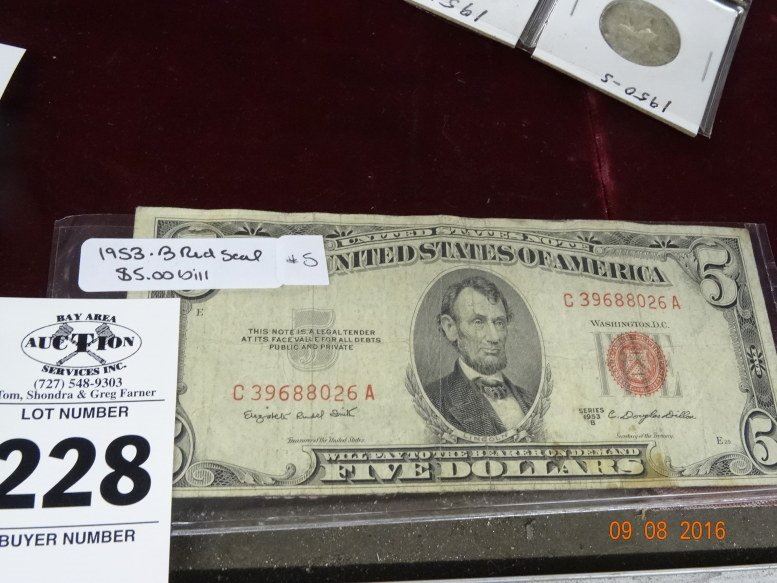 1951
1950-S
1953-B Red Seal
$5.00 bill
#5
UNITED STATES NOTE
UNITED STATES OF AMERICA
5
E
C 39688026 A
THIS NOTE IS A LEGAL TENDER
AT ITS FACE VALUE FOR ALL DEBTS
PUBLIC AND PRIVATE
WASHINGTON, D.C.
FIVE
C 39688026 A
SERIES
1953
B
Treasurer of the United States
LINCOLN
Secretary of the Treasury
E
WILL PAY TO THE BEARER ON DEMAND
FIVE DOLLARS
5
BAY AREA
AUCTION
SERVICES INC.
(727) 548-9303
Tom, Shondra & Greg Farner
LOT NUMBER
228
BUYER NUMBER
09 08 2016